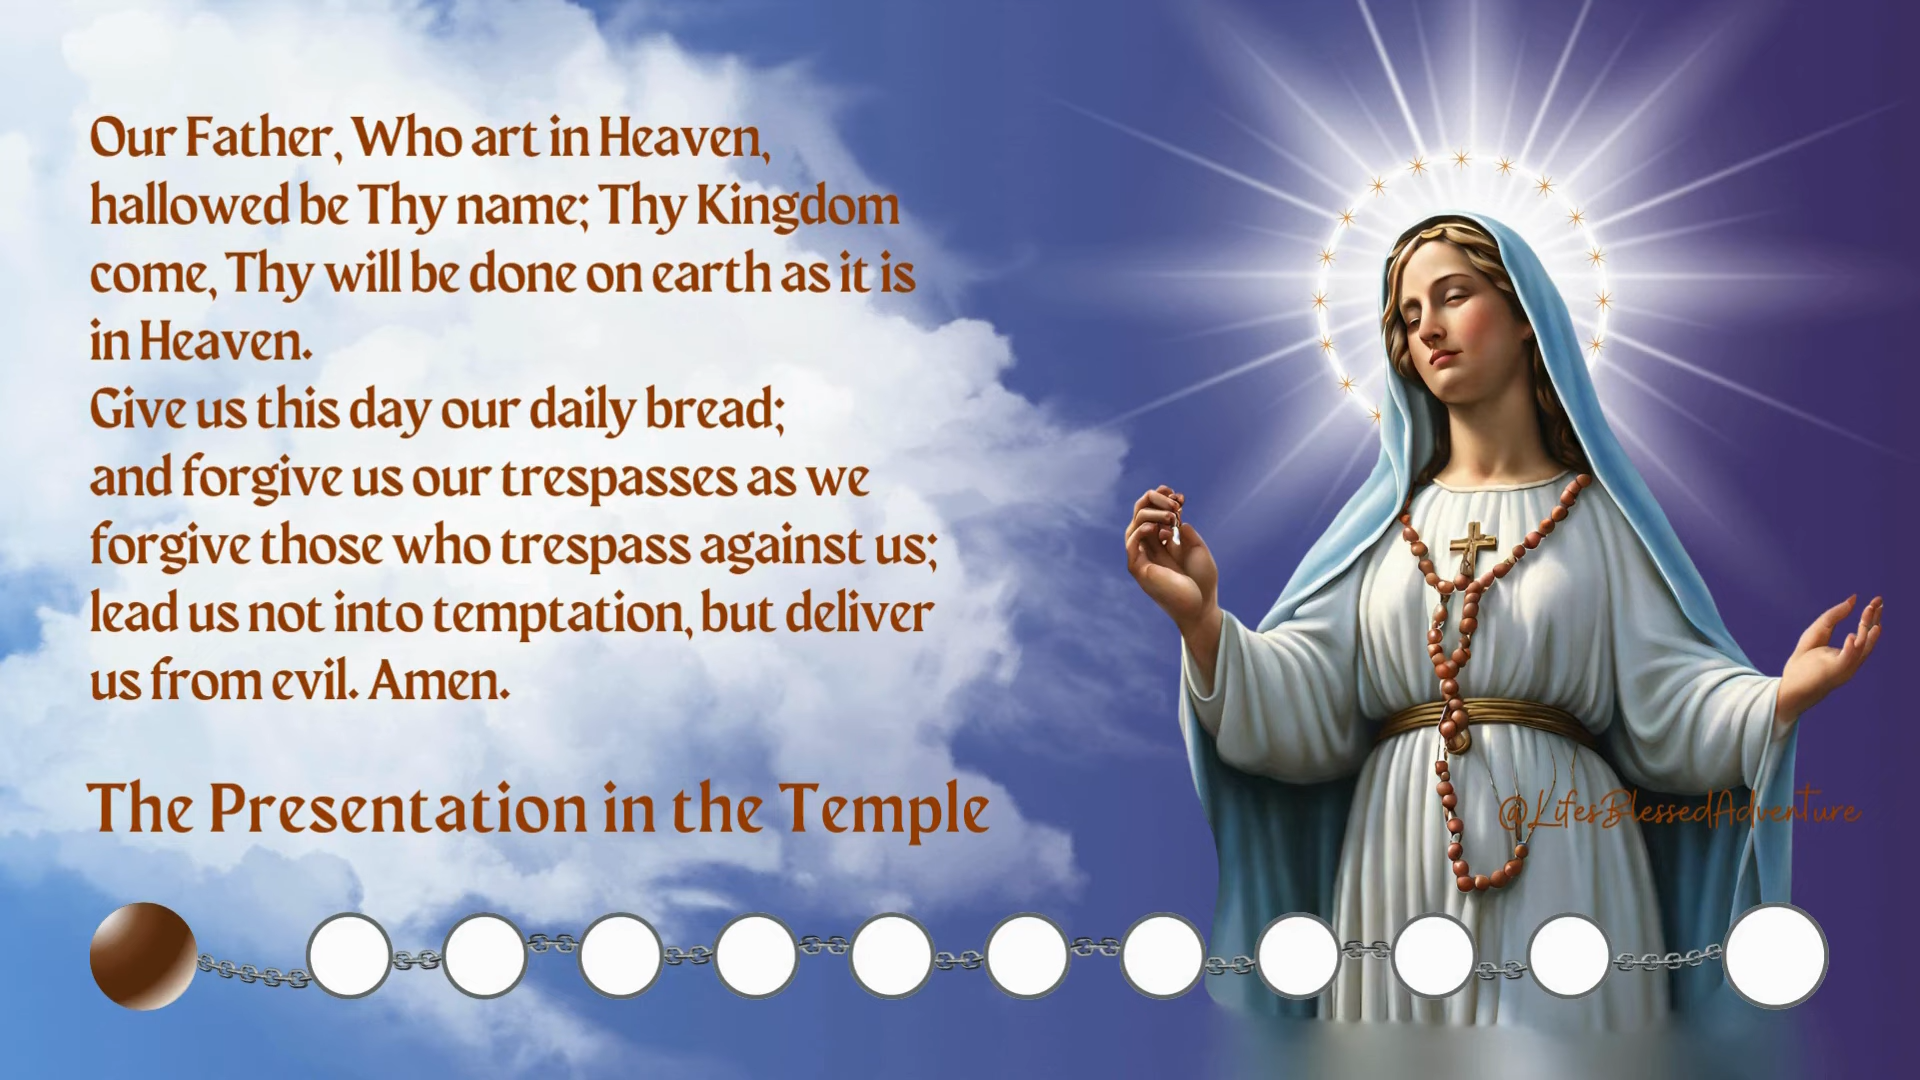 Our Father, Who art in Heaven,
hallowed be Thy name; Thy Kingdom
come, Thy will be done on earth as it is
in Heaven.
Give us this day our daily bread;
and forgive us our trespasses as we
forgive those who trespass against us;
lead us not into temptation, but deliver
us from evil. Amen.
The Presentation in the Temple
@LifesBlessedAdventure